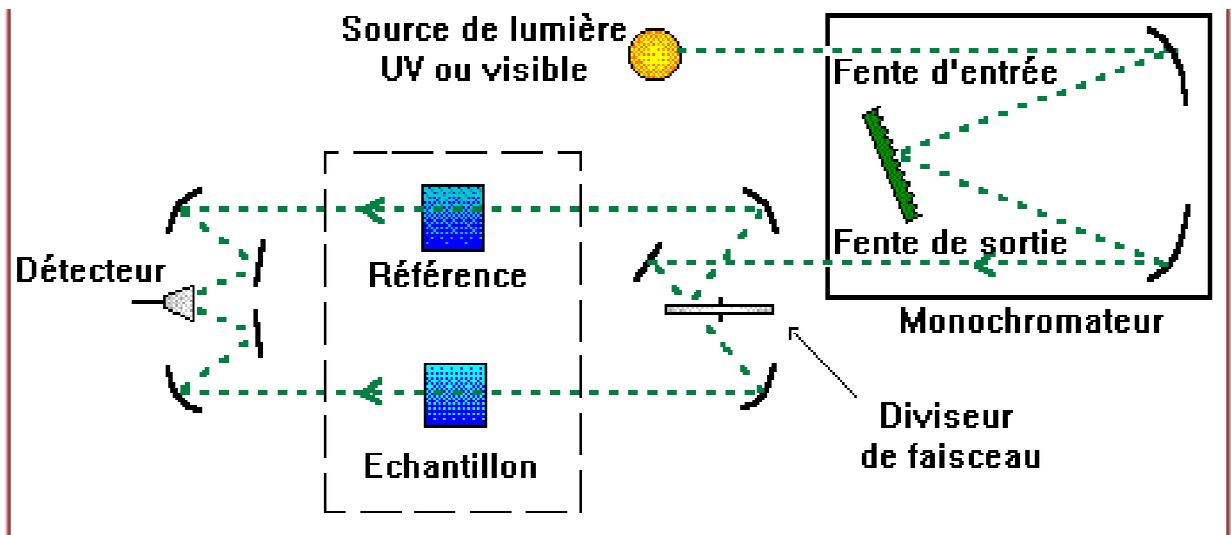 Source de lumière
UV ou visible
Fente d'entrée
Fente de sortie
Monochromateur
Détecteur
Référence
Echantillon
Diviseur
de faisceau